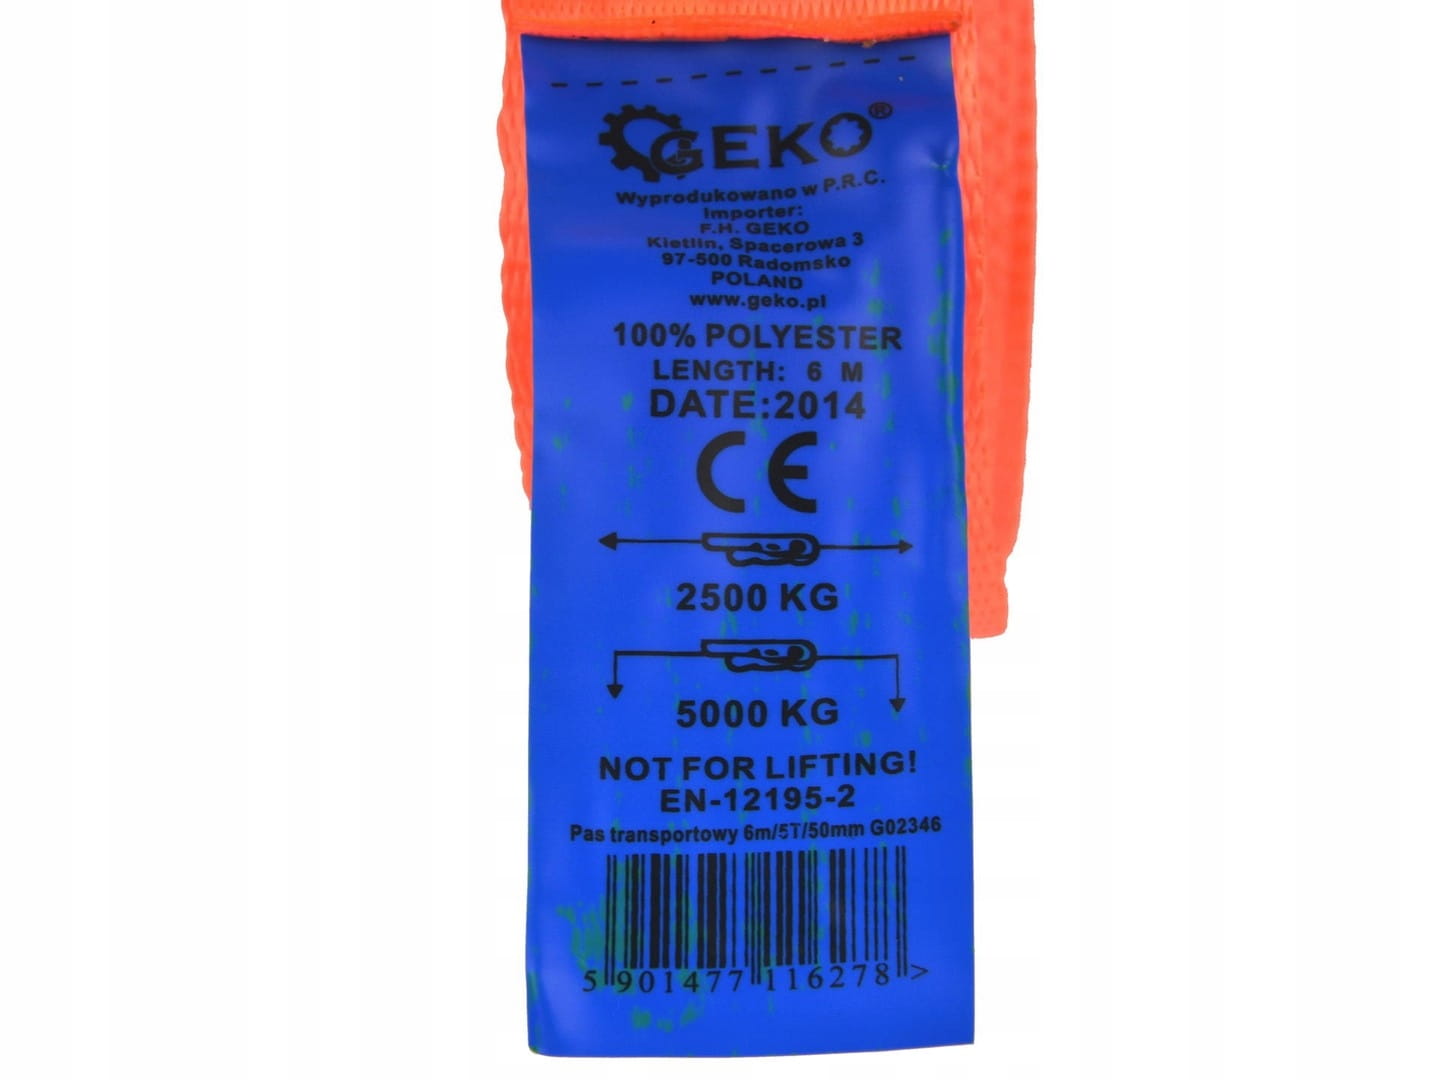 GEKO®
Wyprodukowano w P.R.C.
Importer:
F.H. GEKO
Kietlin, Spacerowa 3
97-500 Radomsko
POLAND
www.geko.pl
100% POLYESTER
LENGTH: 6 M
DATE:2014
CE
2500 KG
5000 KG
NOT FOR LIFTING!
EN-12195-2
Pas transportowy 6m/5T/50mm G02346
5 901477 116278 >